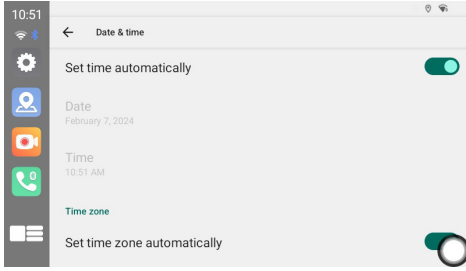 10:51
Date & time
Set time automatically
Date
February 7, 2024
Time
10:51 AM
Time zone
Set time zone automatically